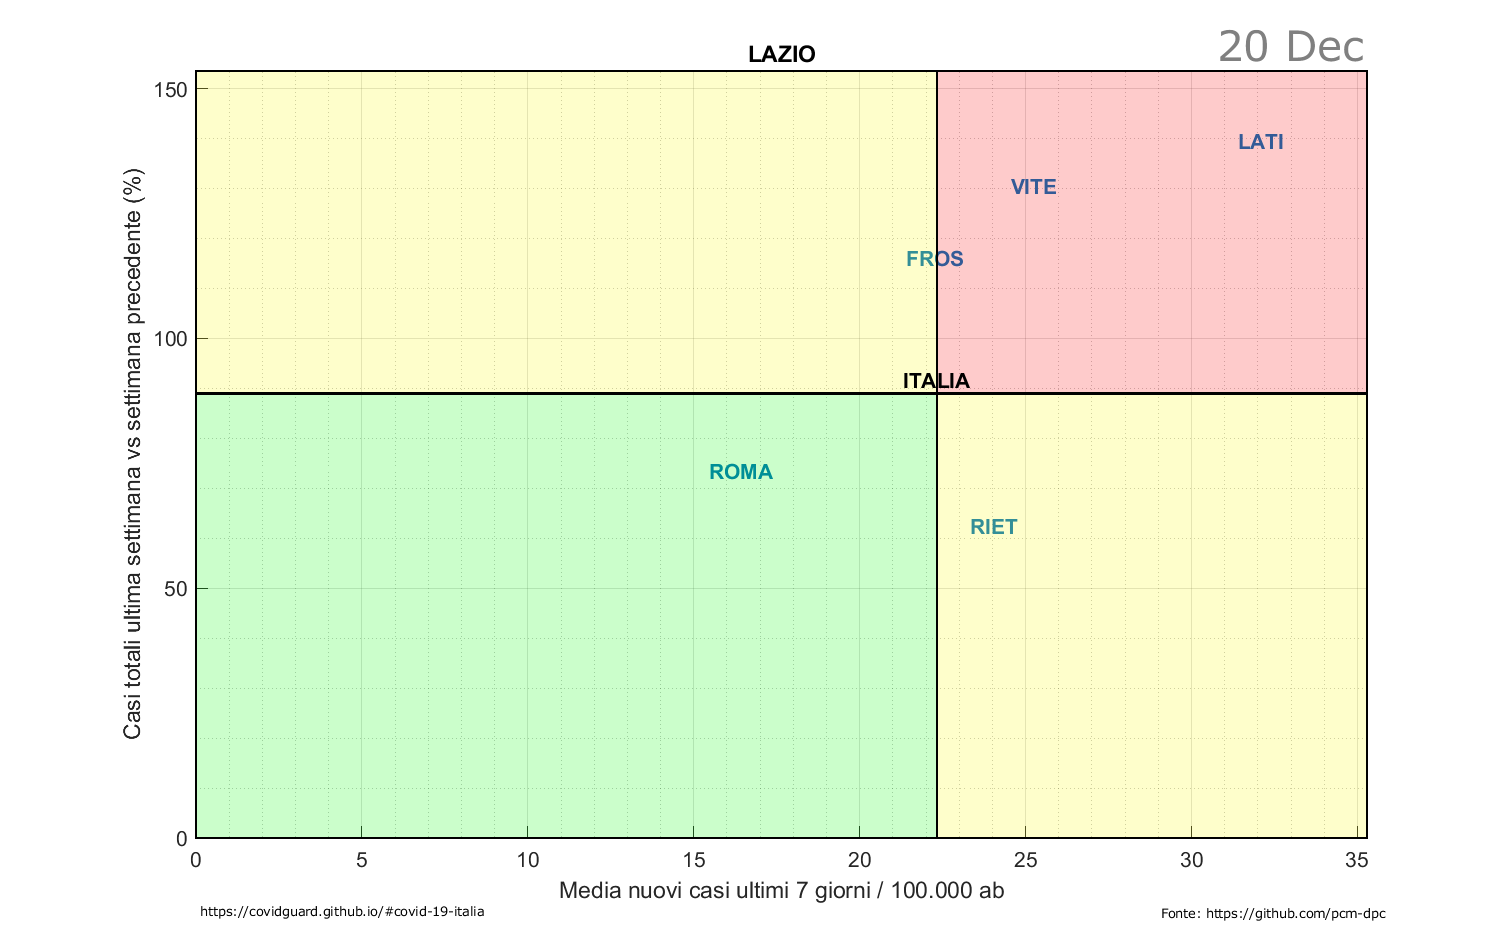 LAZIO
20 Dec
Casi totali ultima settimana vs settimana precedente (%)
150
100
50
0
LATI
VITE
FROS
ITALIA
ROMA
RIET
0 5 10 15 20 25 30 35
Media nuovi casi ultimi 7 giorni / 100.000 ab
https://covidguard.github.io/#covid-19-italia
Fonte: https://github.com/pcm-dpc